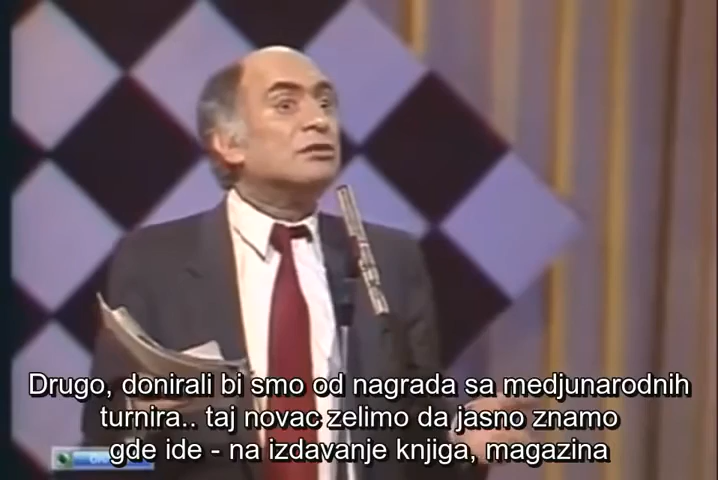 Drugo, donirali bi smo od nagrada sa medjunarodnih
turnira.. taj novac zelimo da jasno znamo
gde ide - na izdavanje knjiga, magazina